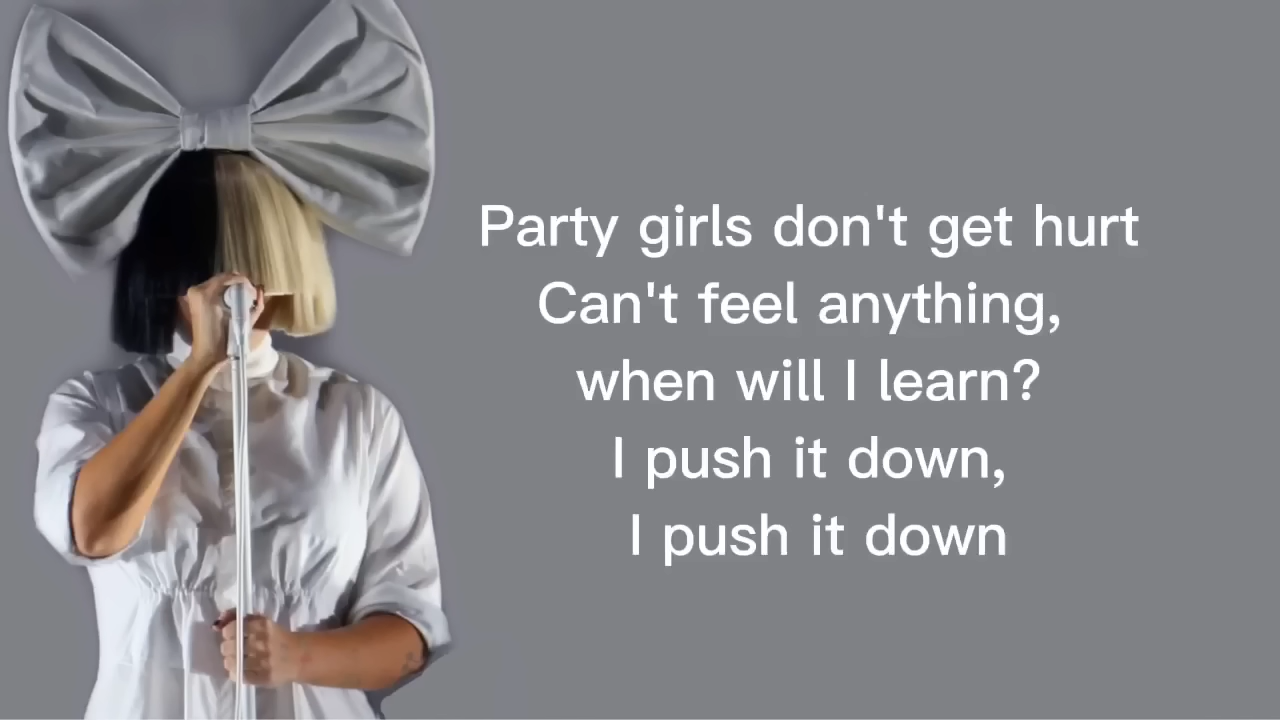 Party girls don't get hurt
Can't feel anything,
when will I learn?
I push it down,
I push it down